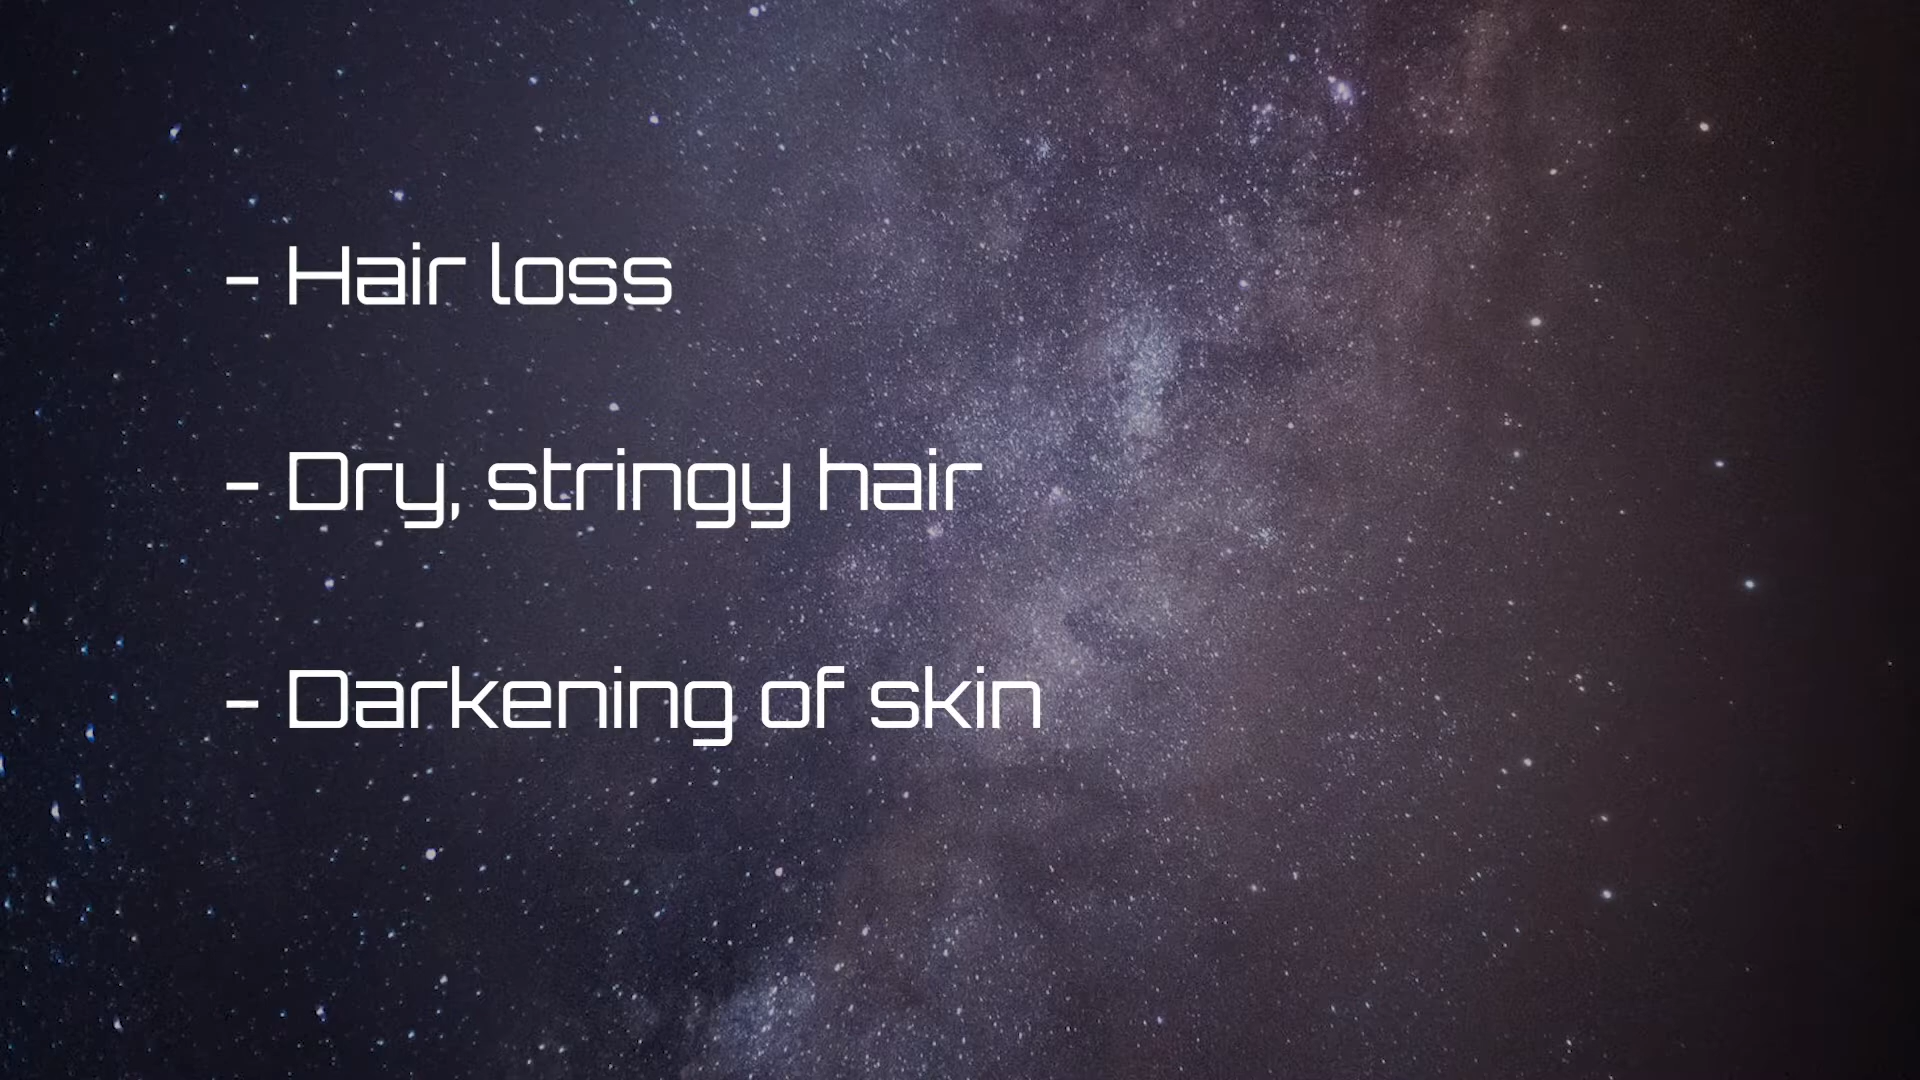 - Hair loss
- Dry, stringy hair
- Darkening of skin